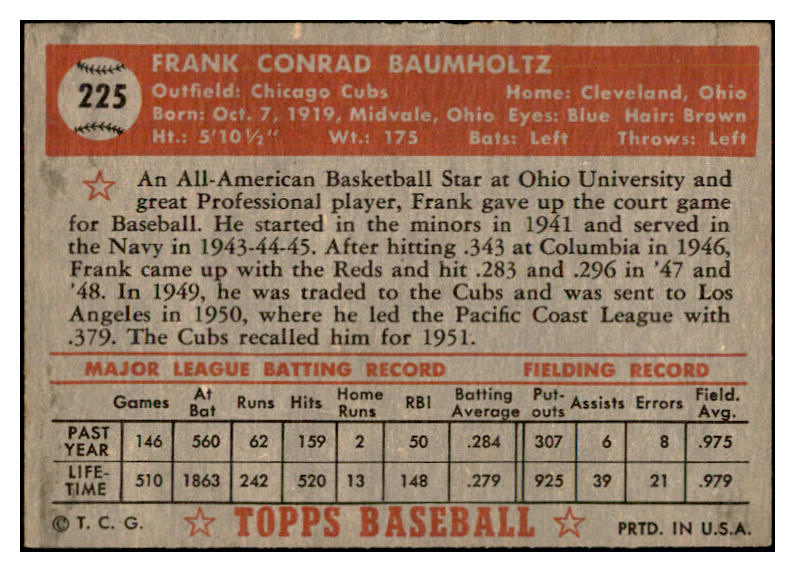 225
FRANK CONRAD BAUMHOLTZ
Outfield: Chicago Cubs Home: Cleveland, Ohio
Born: Oct. 7, 1919, Midvale, Ohio Eyes: Blue Hair: Brown
Ht.: 5'10½" Wt.: 175 Bats: Left Throws: Left
An All-American Basketball Star at Ohio University and
great Professional player, Frank gave up the court game
for Baseball. He started in the minors in 1941 and served in
the Navy in 1943-44-45. After hitting .343 at Columbia in 1946,
Frank came up with the Reds and hit .283 and .296 in '47 and
'48. In 1949, he was traded to the Cubs and was sent to Los
Angeles in 1950, where he led the Pacific Coast League with
.379. The Cubs recalled him for 1951.
MAJOR LEAGUE BATTING RECORD FIELDING RECORD
Games At Bat Runs Hits Home Runs RBI Batting Average Put-outs Assists Errors Field. Avg.
PAST YEAR 146 560 62 159 2 50 .284 307 6 8 .975
LIFE-TIME 510 1863 242 520 13 148 .279 925 39 21 .979
© T. C. G. TOPPS BASEBALL PRTD. IN U.S.A.